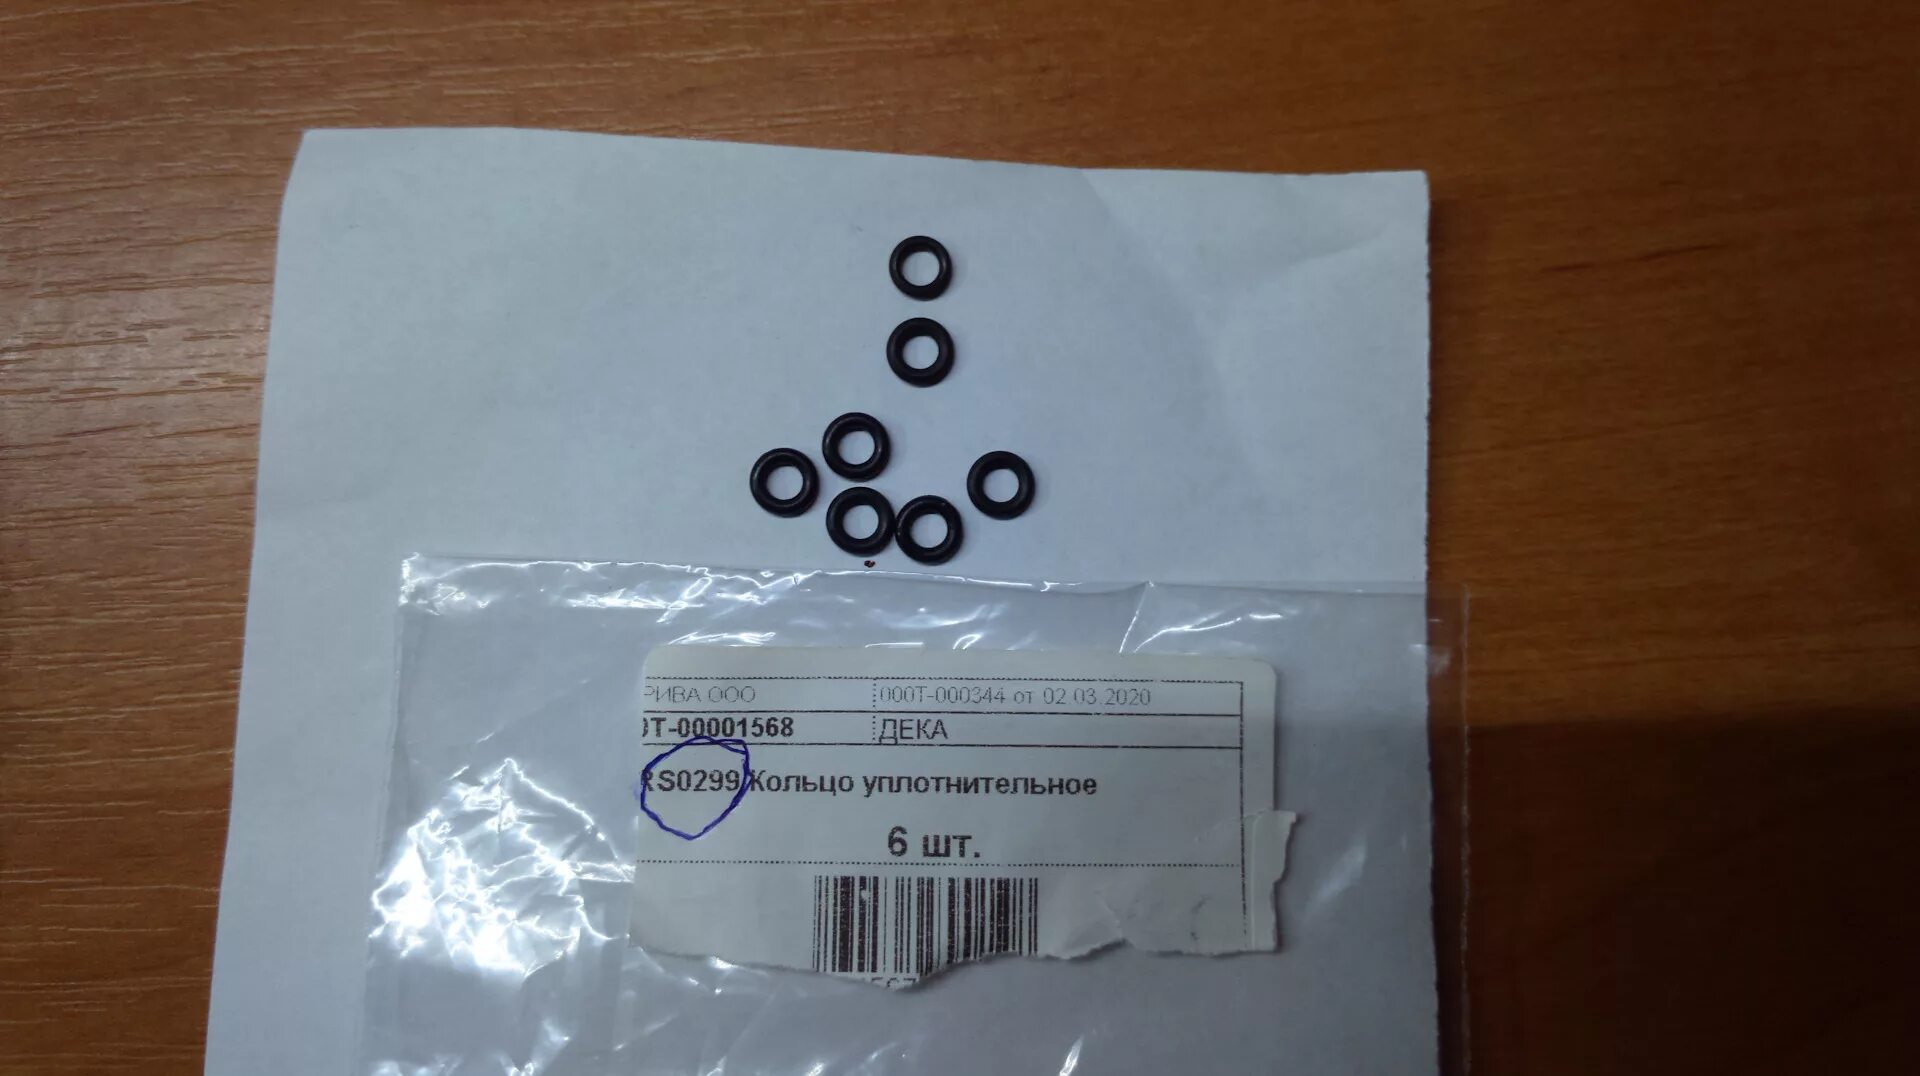 РИВА ООО 000Т-000344 от 02.03.2020
0Т-00001568 ДЕКА
RS0299 Кольцо уплотнительное
6 шт.